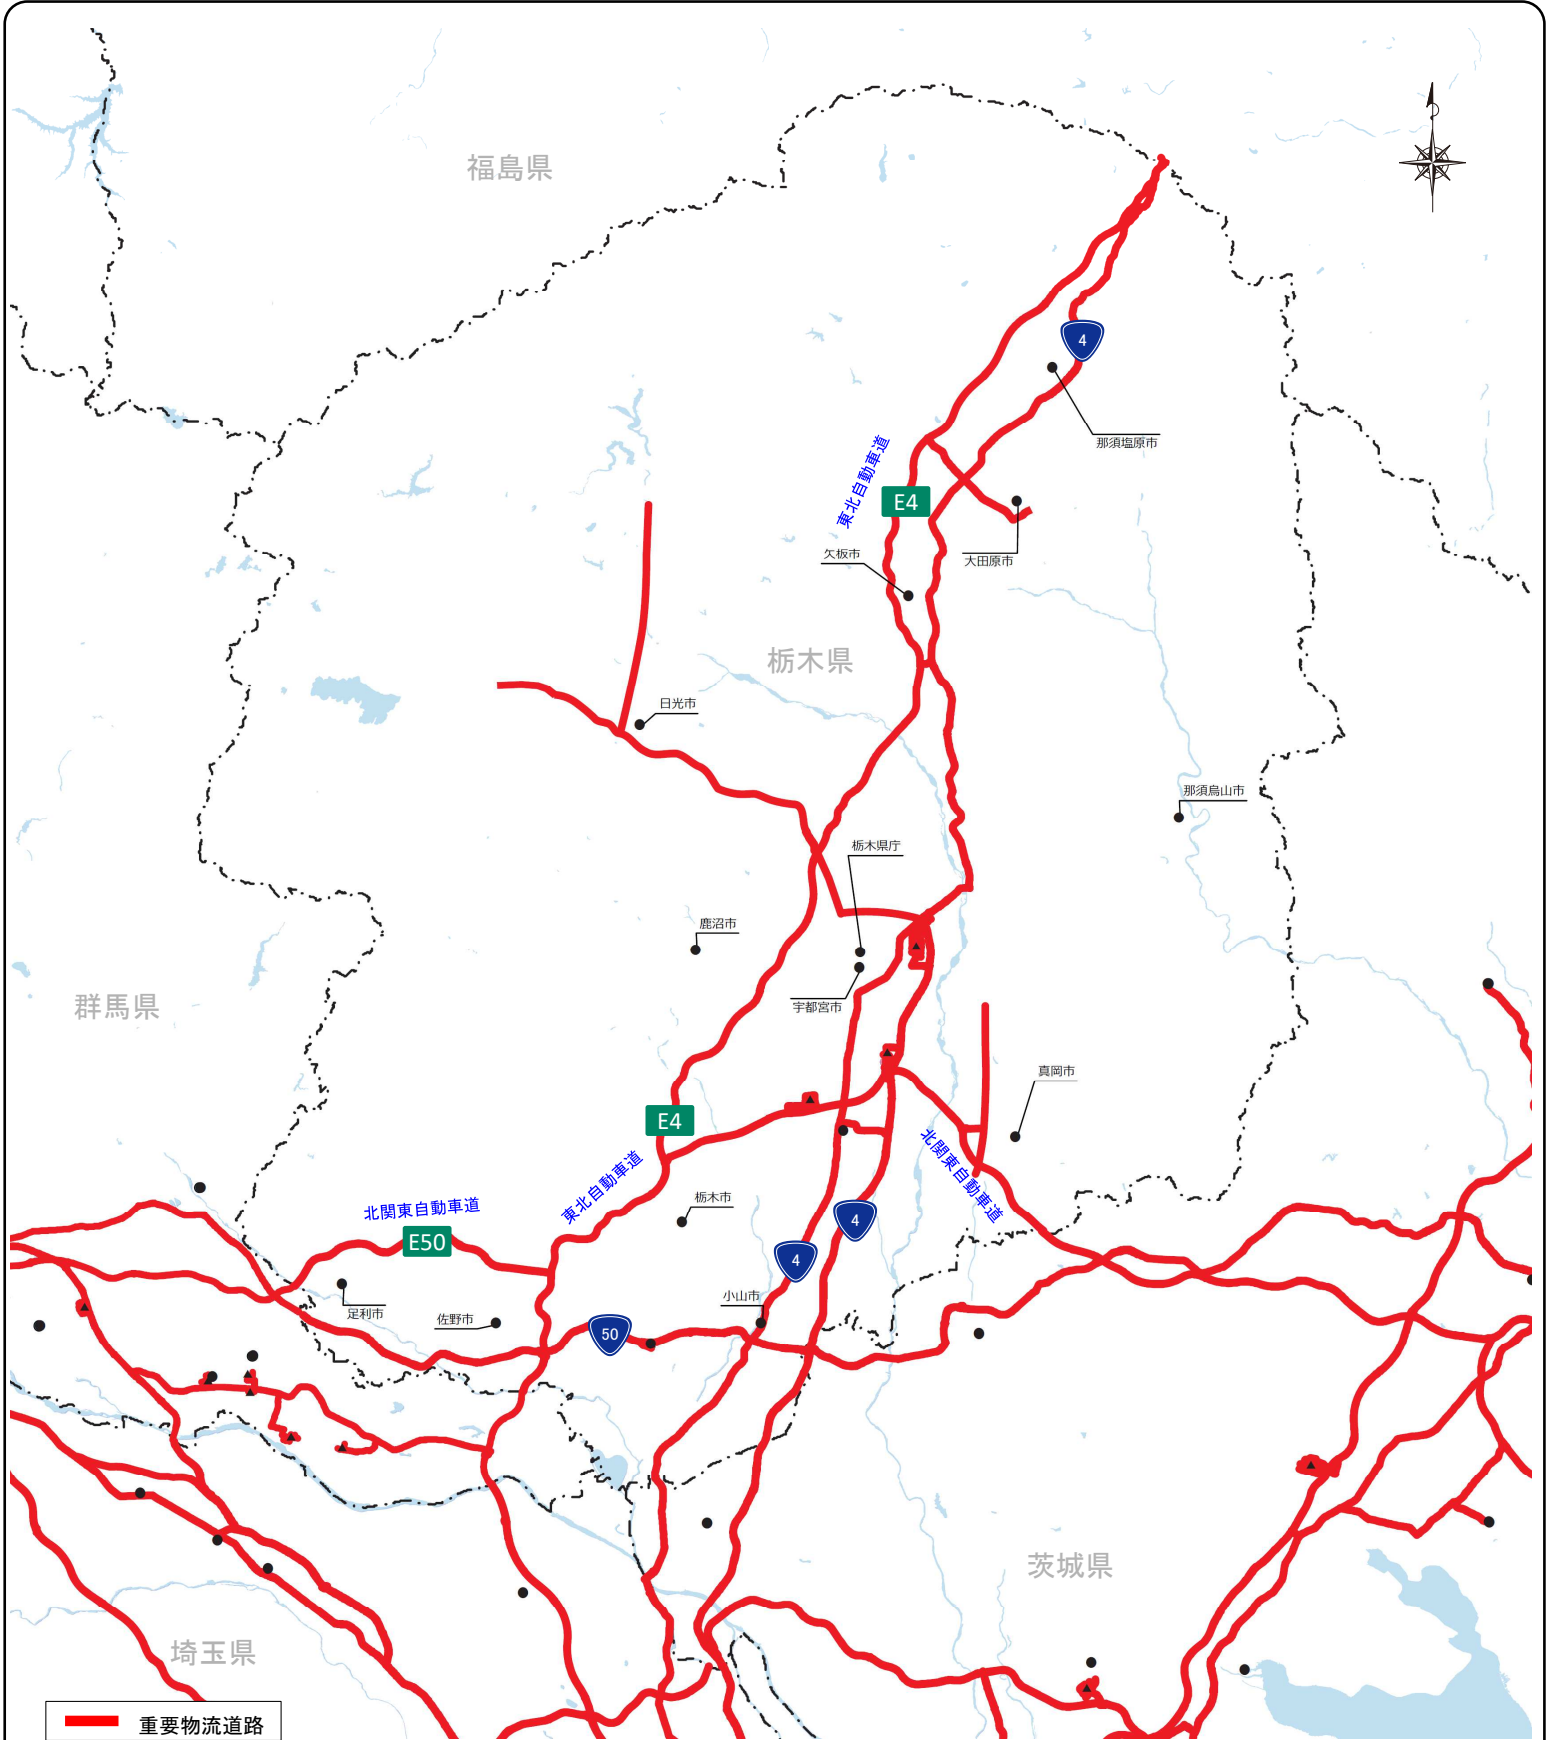 福島県
4
那須塩原市
東北自動車道
E4
矢板市
大田原市
栃木県
日光市
那須烏山市
栃木県庁
鹿沼市
群馬県
宇都宮市
真岡市
E4
北関東自動車道
東北自動車道
栃木市
北関東自動車道
E50
4
4
小山市
足利市
佐野市
50
茨城県
埼玉県
重要物流道路